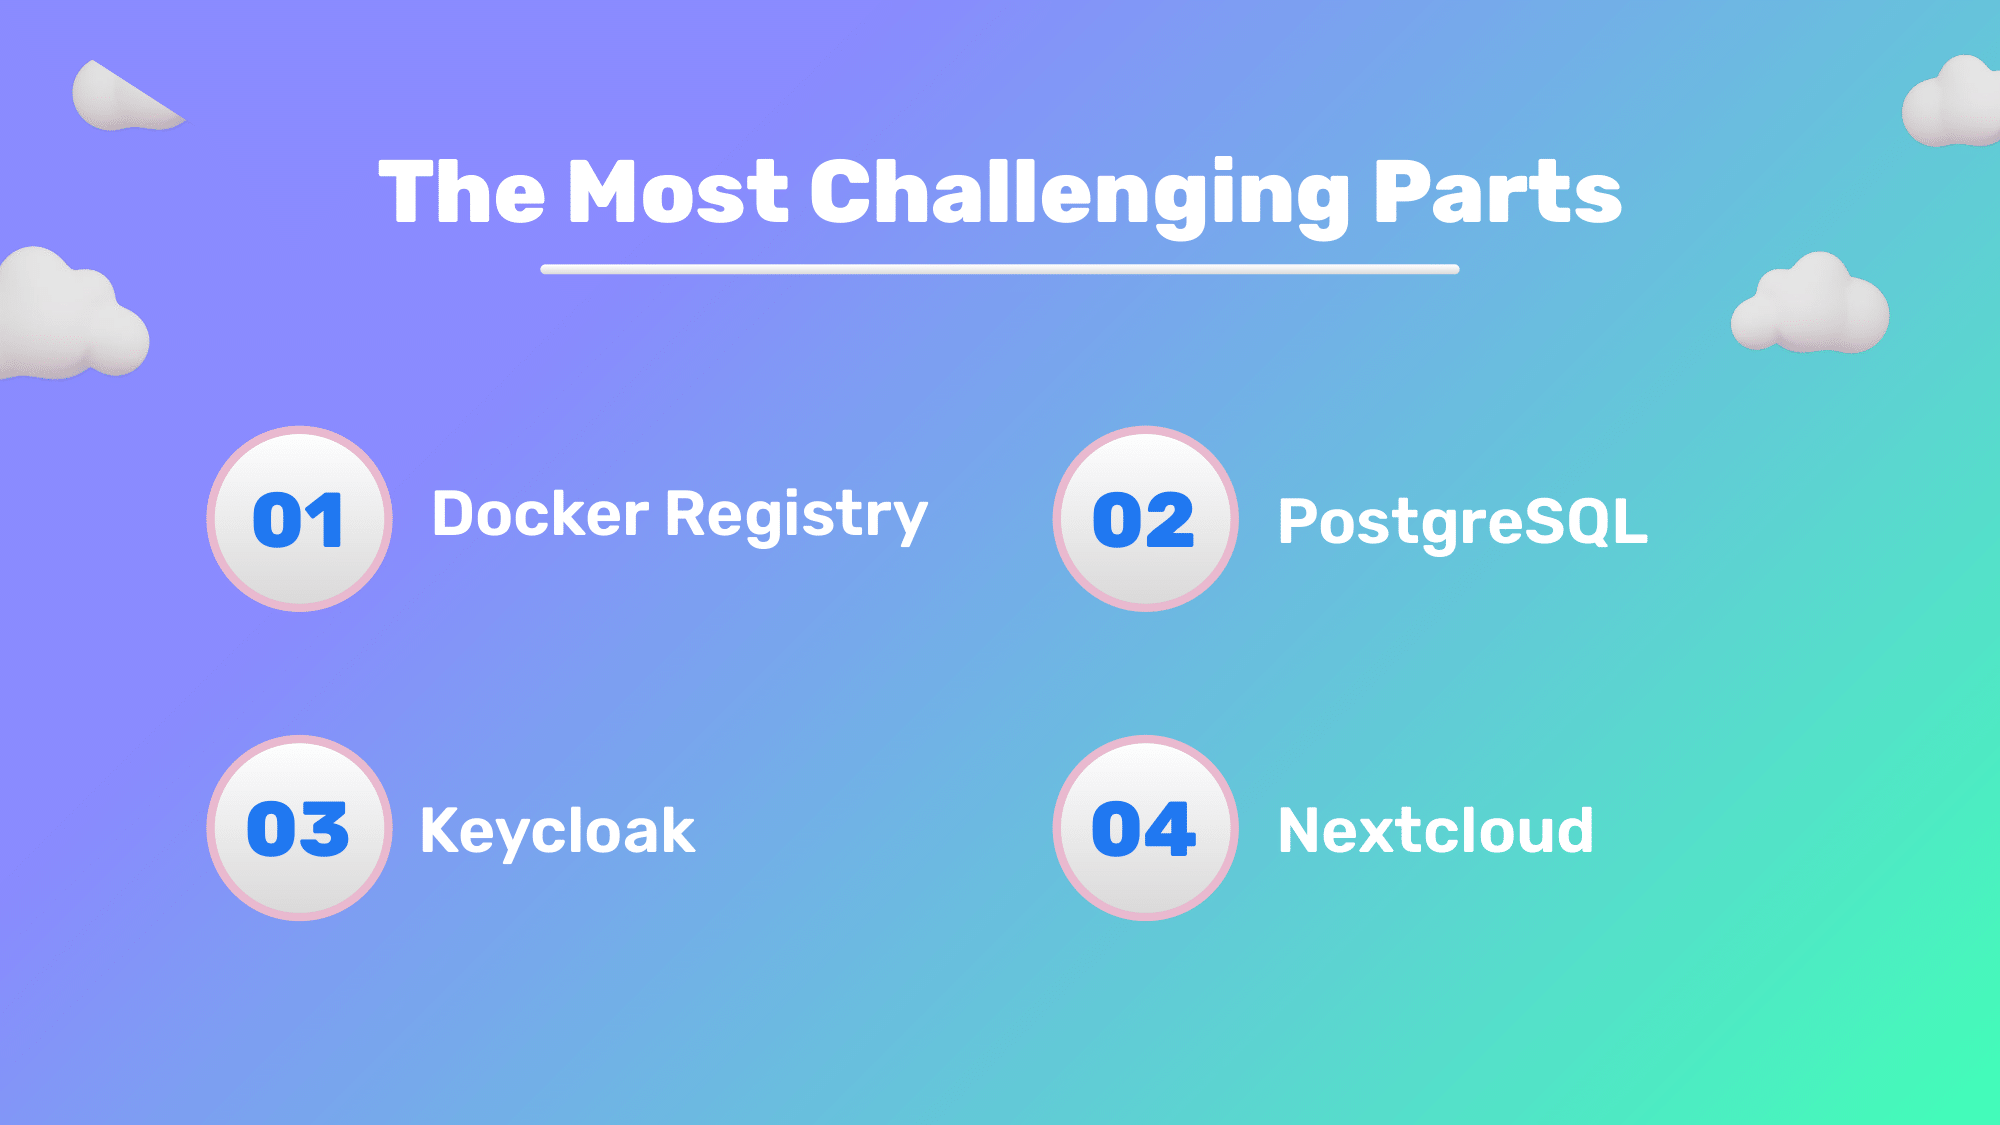 The Most Challenging Parts
01
Docker Registry
02
PostgreSQL
03
Keycloak
04
Nextcloud